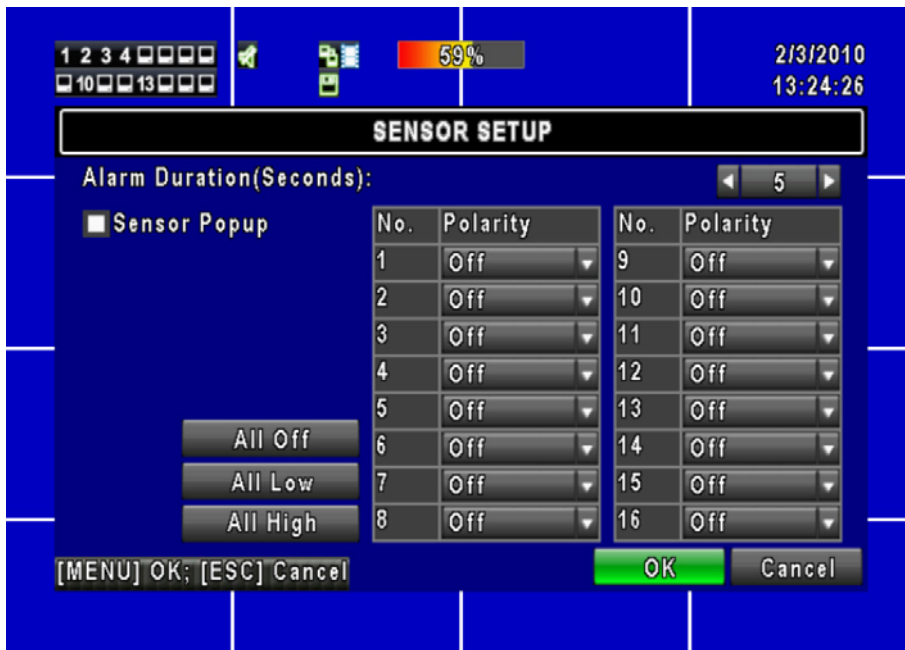 1 2 3 4
59%
2/3/2010
10 13
13:24:26
SENSOR SETUP
Alarm Duration(Seconds):
5
Sensor Popup
No. Polarity No. Polarity
1 Off 9 Off
2 Off 10 Off
3 Off 11 Off
4 Off 12 Off
5 Off 13 Off
All Off
6 Off 14 Off
All Low
7 Off 15 Off
All High
8 Off 16 Off
[MENU] OK; [ESC] Cancel
OK
Cancel